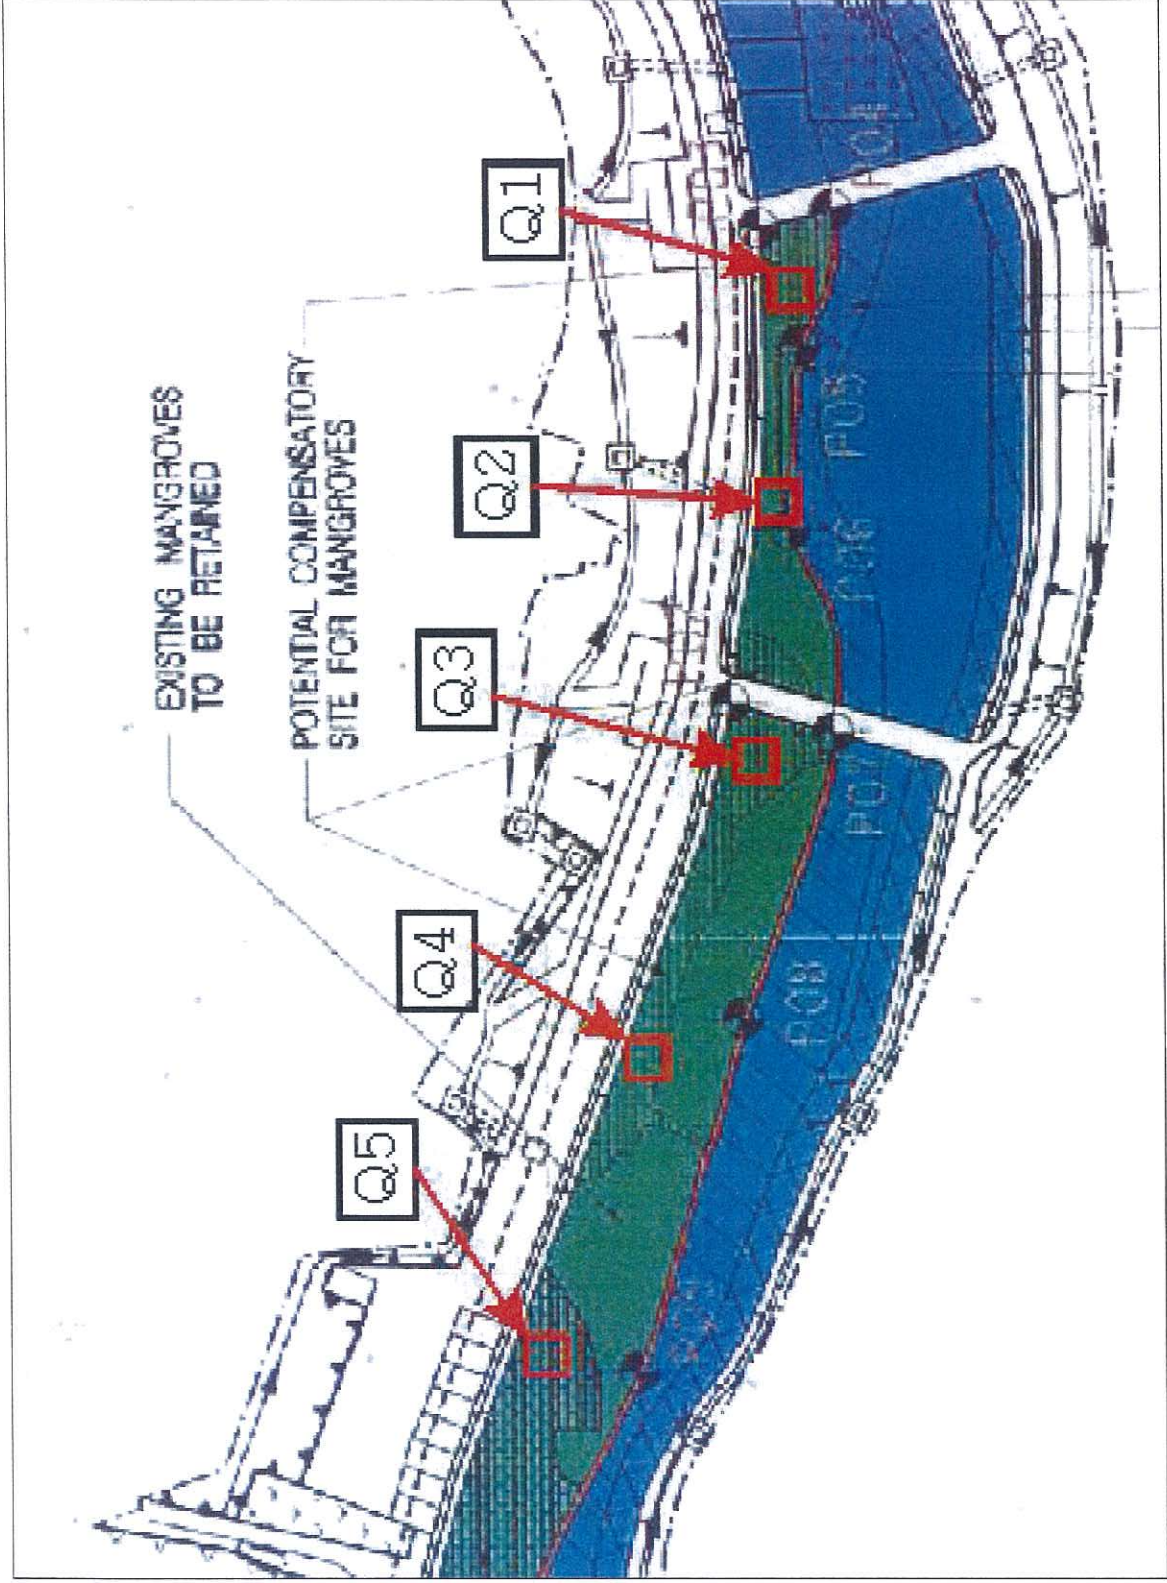 EXISTING MANGROVES
TO BE RETAINED
POTENTIAL COMPENSATORY
SITE FOR MANGROVES
Q1
Q2
Q3
Q4
Q5
P04
P05
P06
P07
P08
P09